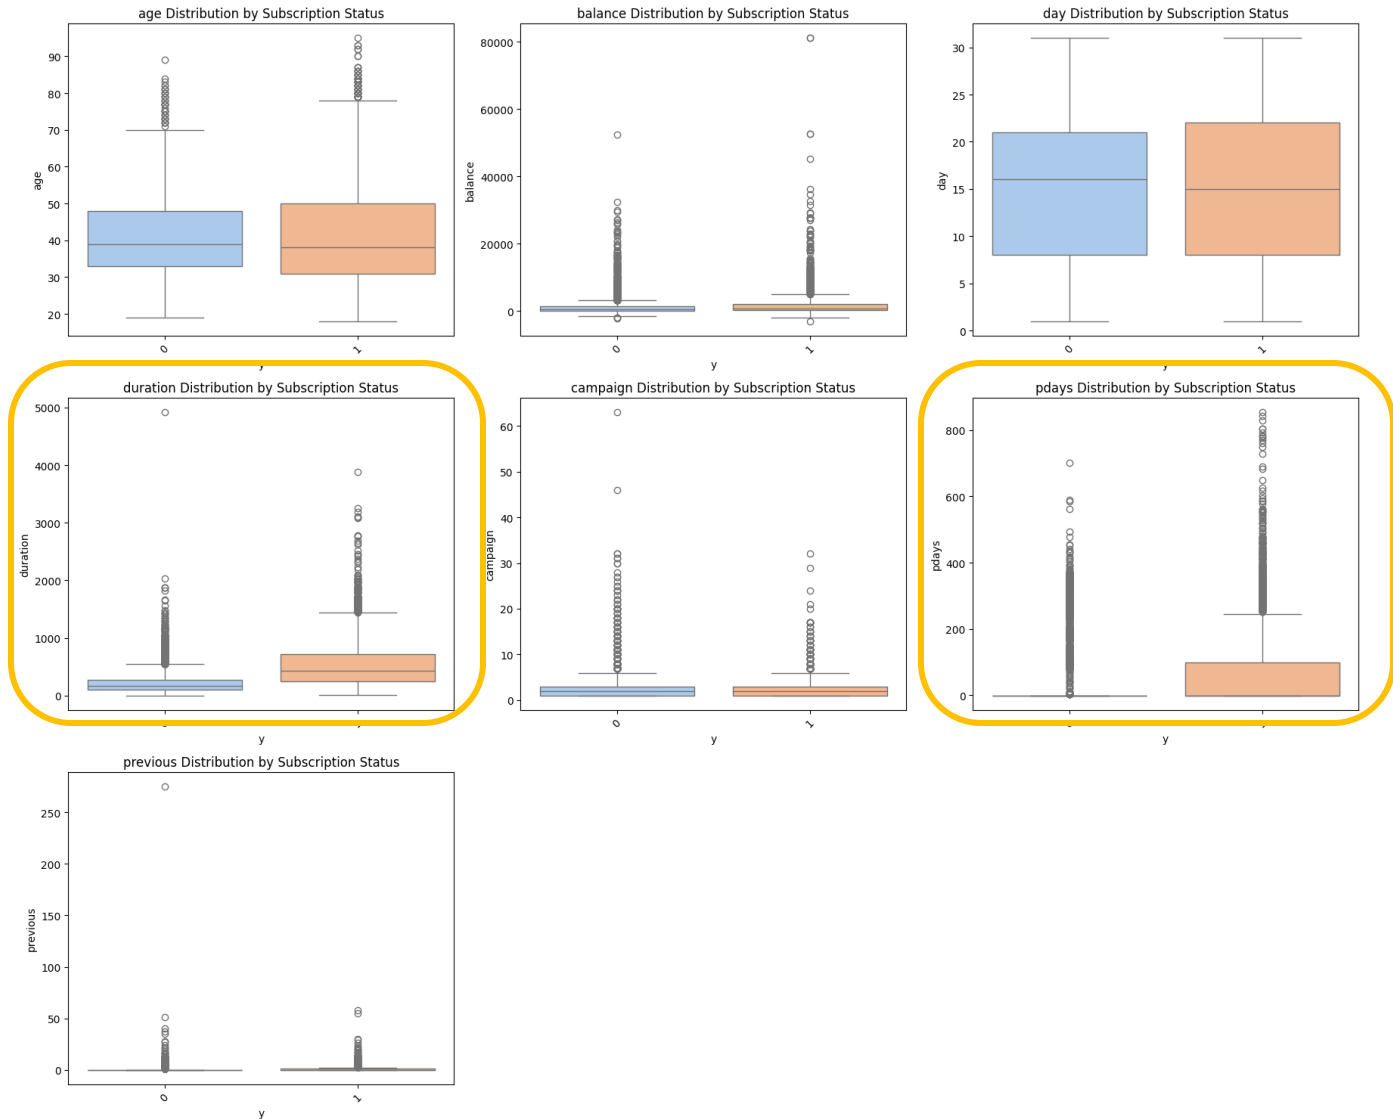 age Distribution by Subscription Status
90
80
70
60
50
40
30
20
age
0
1
balance Distribution by Subscription Status
80000
60000
40000
20000
0
balance
0
1
y
day Distribution by Subscription Status
30
25
20
15
10
5
0
day
0
1
duration Distribution by Subscription Status
5000
4000
3000
2000
1000
0
duration
y
campaign Distribution by Subscription Status
60
50
40
30
20
10
0
campaign
0
1
y
pdays Distribution by Subscription Status
800
600
400
200
0
pdays
y
previous Distribution by Subscription Status
250
200
150
100
50
0
previous
0
1
y